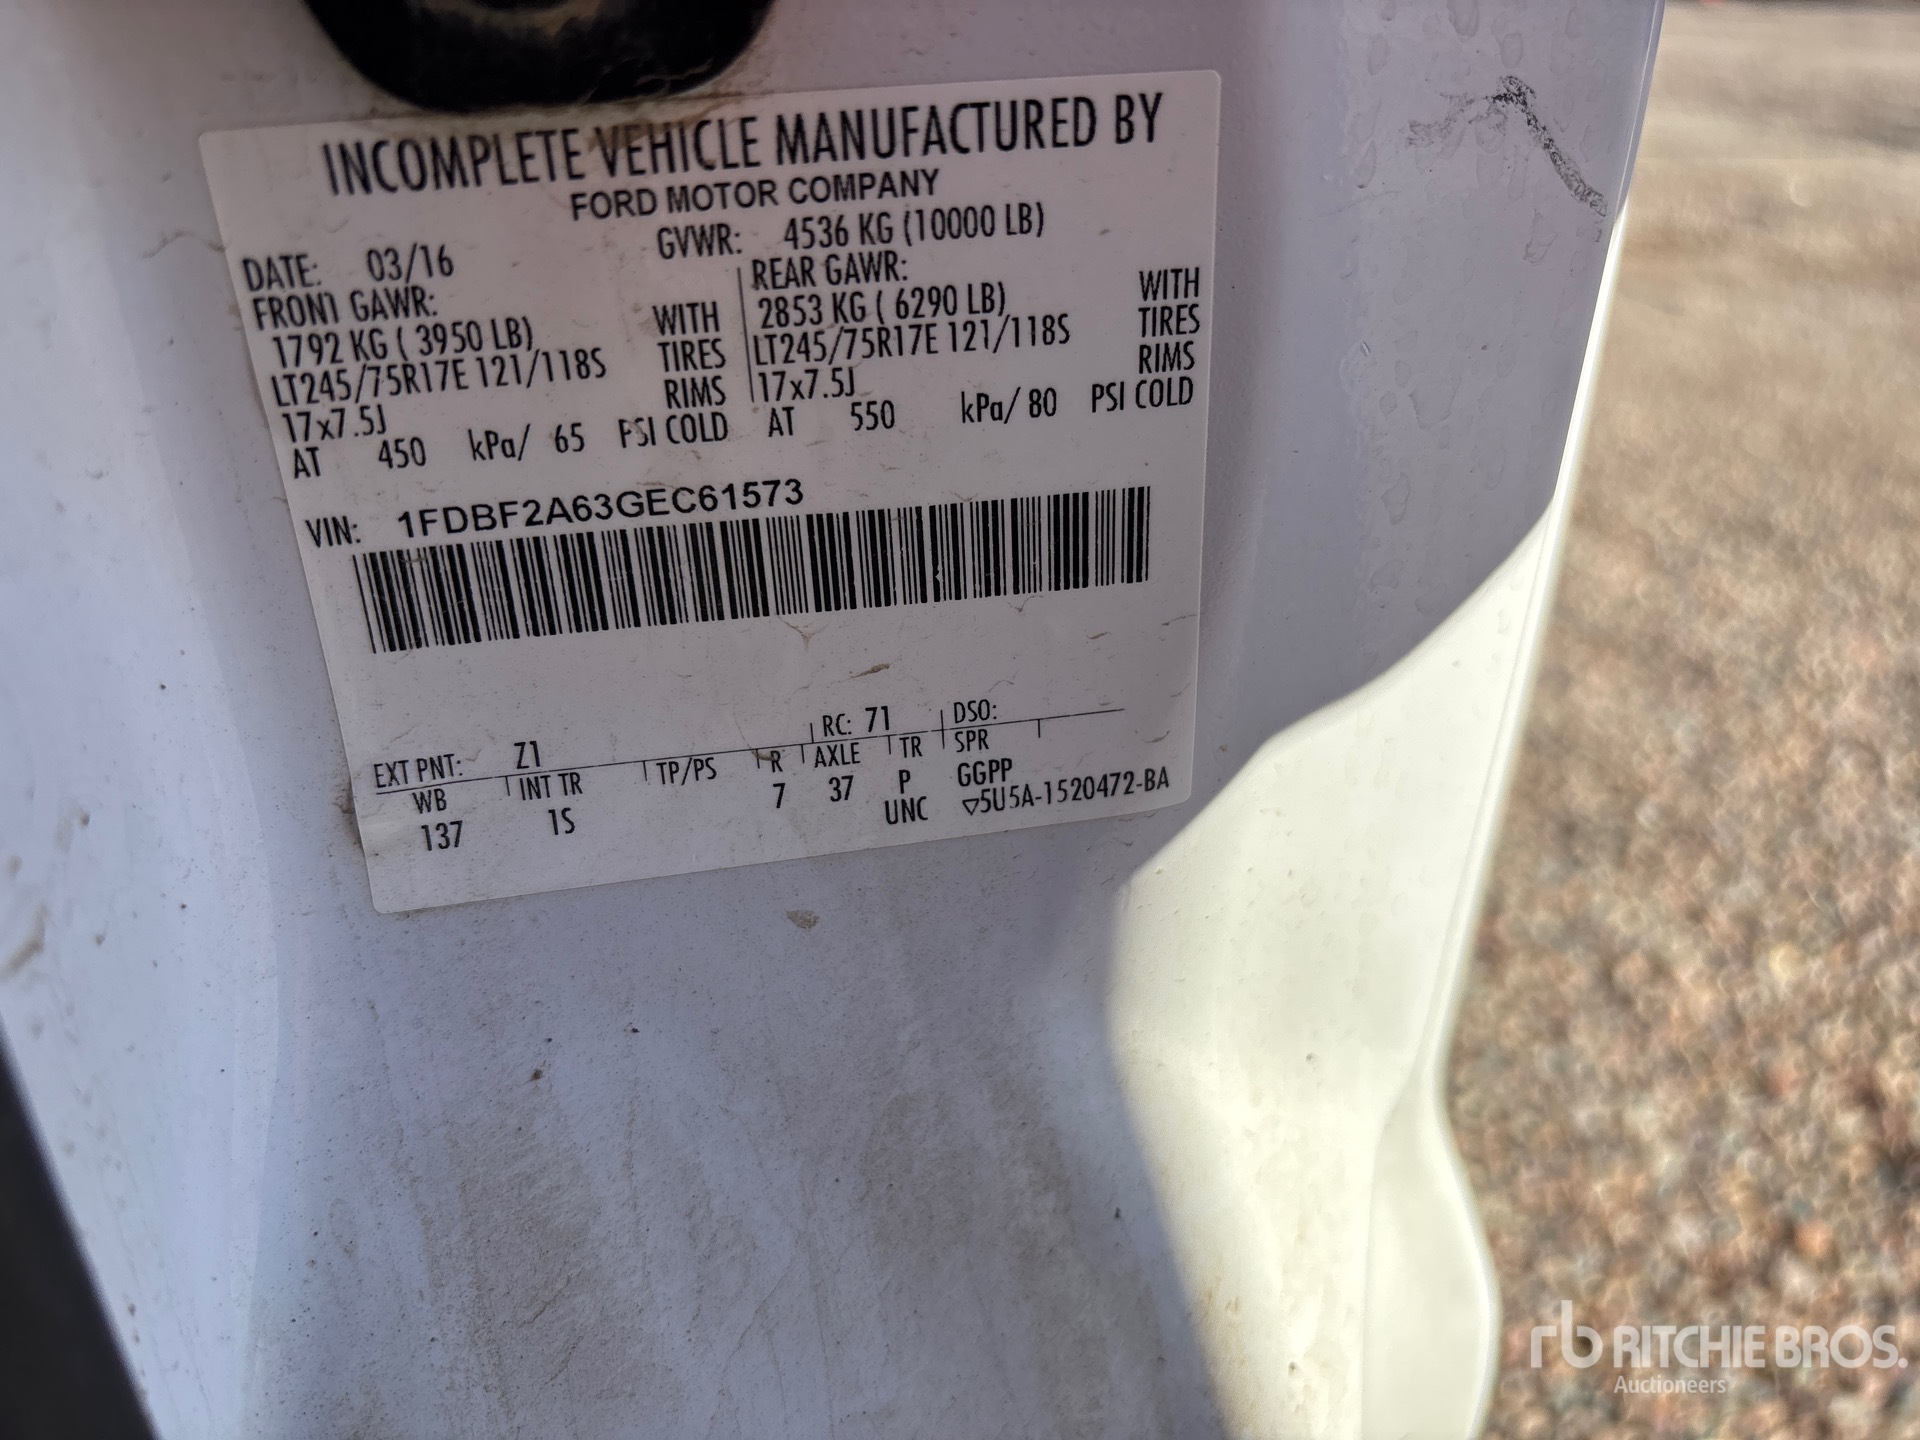 INCOMPLETE VEHICLE MANUFACTURED BY
FORD MOTOR COMPANY
DATE: 03/16 GVWR: 4536 KG (10000 LB)
FRONT GAWR: REAR GAWR:
1792 KG ( 3950 LB) WITH 2853 KG ( 6290 LB) WITH
LT245/75R17E 121/118S TIRES LT245/75R17E 121/118S TIRES
17x7.5J RIMS 17x7.5J RIMS
AT 450 kPa/ 65 PSI COLD AT 550 kPa/ 80 PSI COLD
VIN: 1FDBF2A63GEC61573
EXT PNT: Z1 RC: 71 DSO:
WB INT TR TP/PS R AXLE TR SPR
137 1S 7 37 P GGPP
UNC ▽5U5A-1520472-BA
rb RITCHIE BROS.
Auctioneers